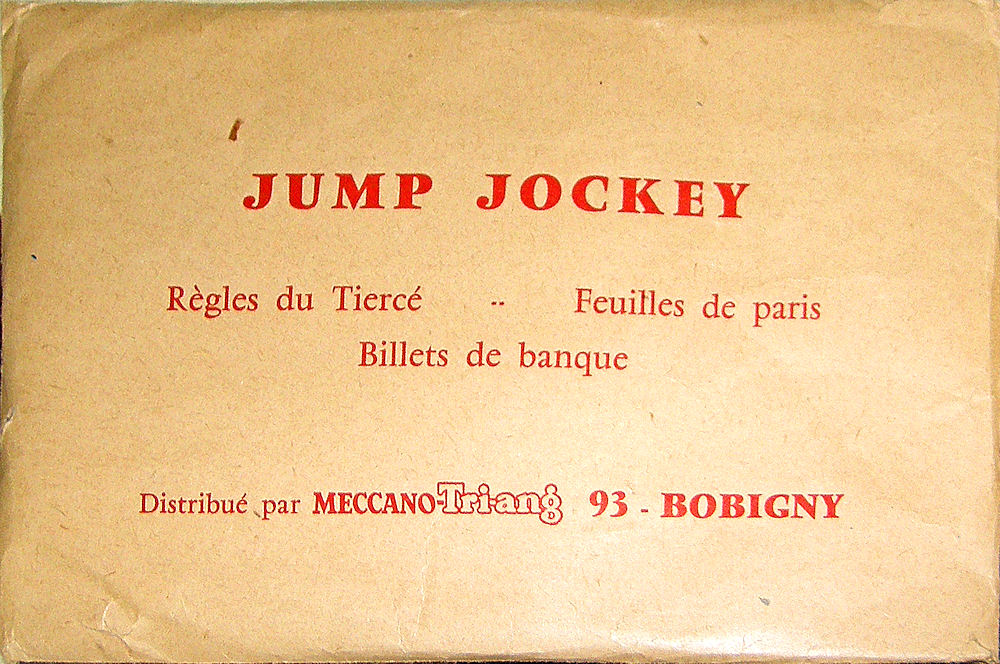 JUMP JOCKEY
Règles du Tiercé -- Feuilles de paris
Billets de banque
Distribué par MECCANO-Tri-ang 93 - BOBIGNY